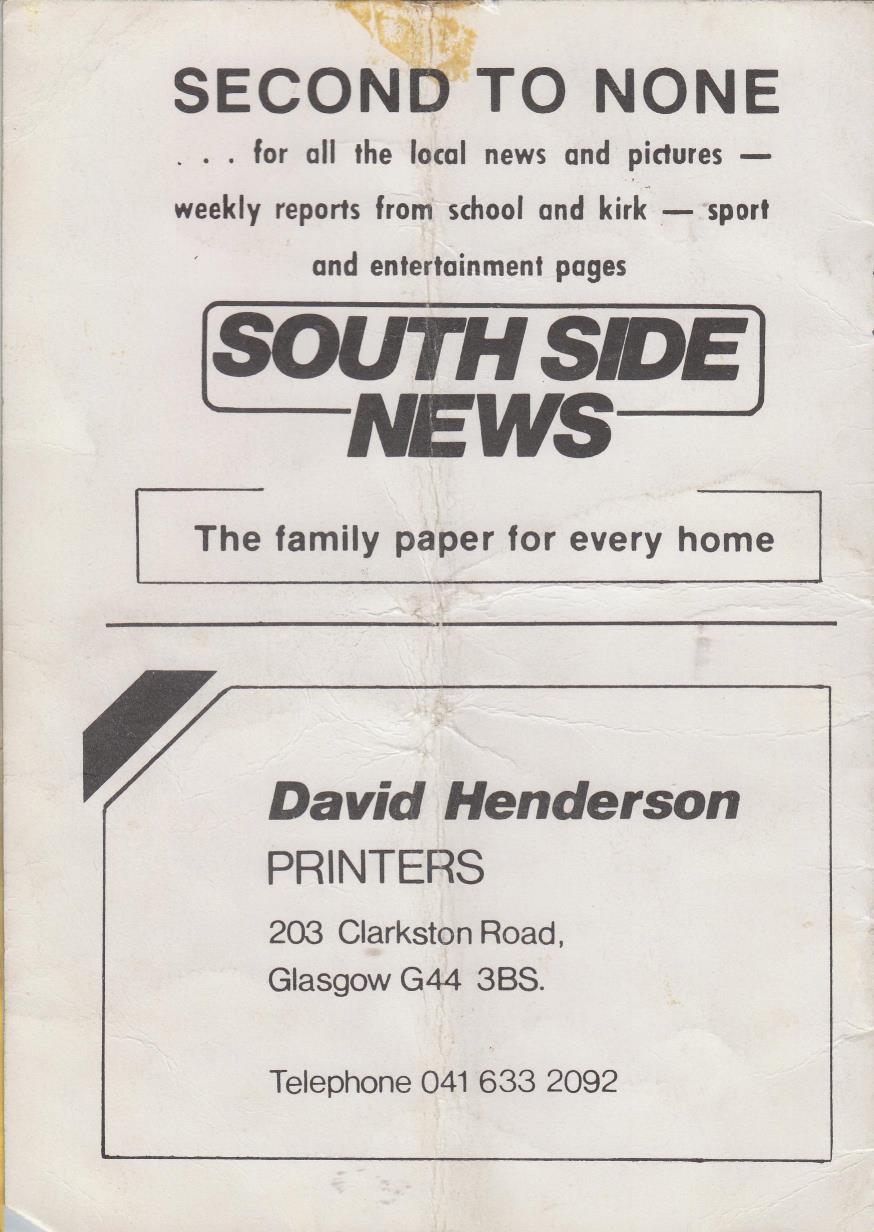 SECOND TO NONE
. . . for all the local news and pictures —
weekly reports from school and kirk — sport
and entertainment pages
SOUTH SIDE
NEWS
The family paper for every home
David Henderson
PRINTERS
203 Clarkston Road,
Glasgow G44 3BS.
Telephone 041 633 2092